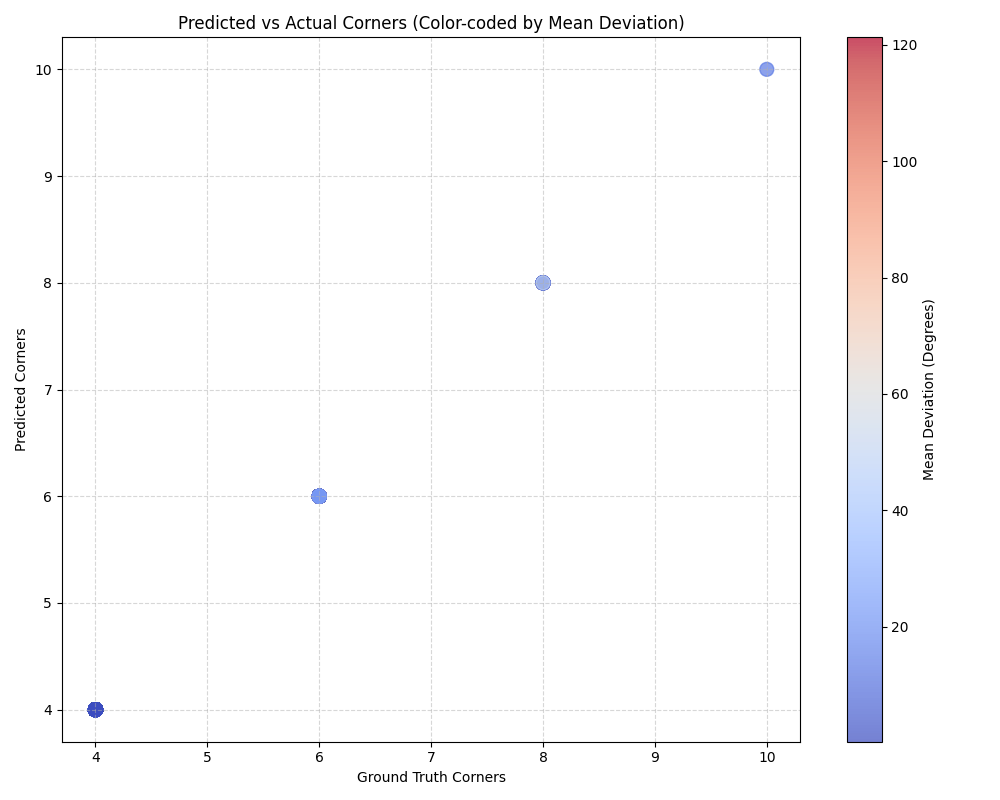 Predicted vs Actual Corners (Color-coded by Mean Deviation)
Predicted Corners
10
9
8
7
6
5
4
4 5 6 7 8 9 10
Ground Truth Corners
120
100
80
60
40
20
Mean Deviation (Degrees)